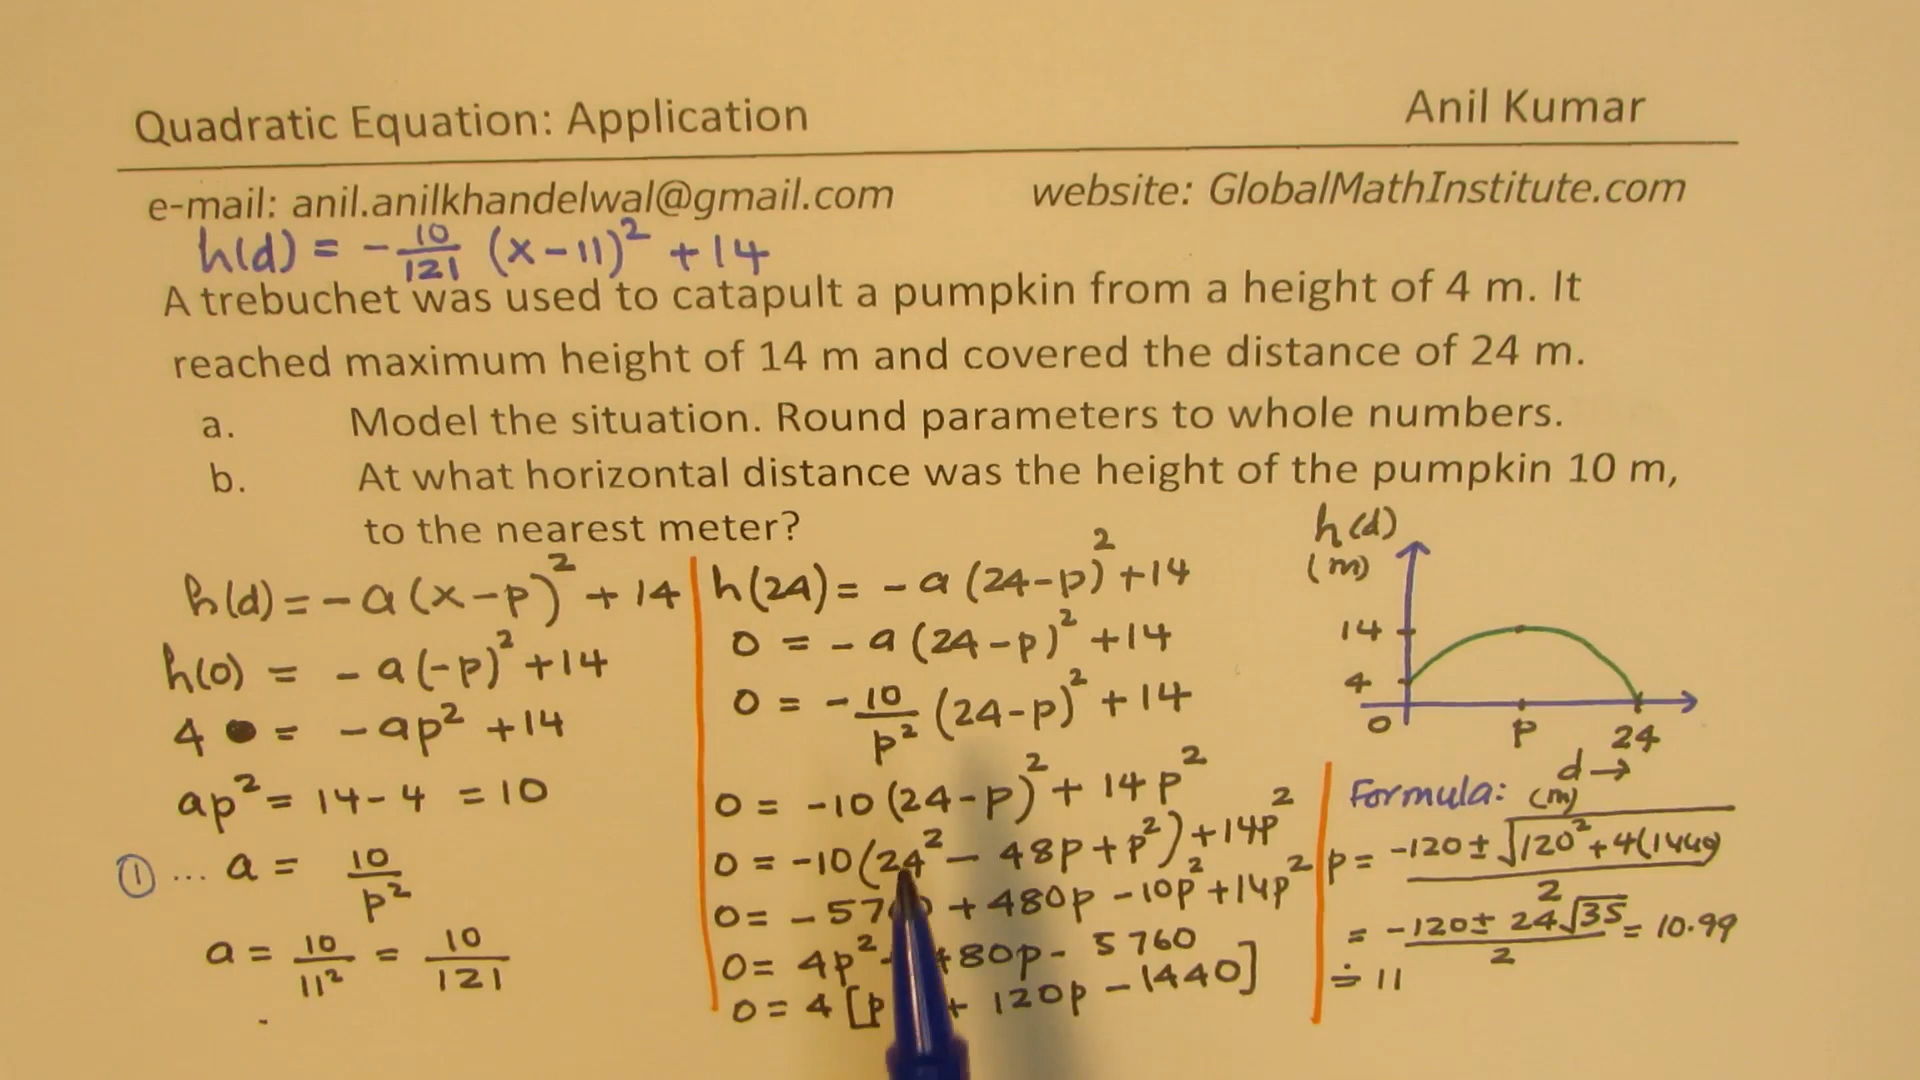 Quadratic Equation: Application
Anil Kumar
e-mail: anil.anilkhandelwal@gmail.com
website: GlobalMathInstitute.com
h(d) = -10/121 (x-11)² + 14
A trebuchet was used to catapult a pumpkin from a height of 4 m. It
reached maximum height of 14 m and covered the distance of 24 m.
a. Model the situation. Round parameters to whole numbers.
b. At what horizontal distance was the height of the pumpkin 10 m,
to the nearest meter?
h(d) = -a(x-p)² + 14
h(0) = -a(-p)² + 14
4 = -ap² + 14
ap² = 14 - 4 = 10
① ... a = 10/p²
a = 10/11² = 10/121
h(24) = -a(24-p)² + 14
0 = -a(24-p)² + 14
0 = -10/p² (24-p)² + 14
0 = -10(24-p)² + 14p²
0 = -10(24² - 48p + p²) + 14p²
0 = -57 + 480p - 10p² + 14p²
0 = 4p² 480p - 5760
0 = 4[p + 120p - 1440]
h(d)
(m)
14
4
0
p
24
d →
(m)
Formula:
p = -120 ± √120² + 4(1440) / 2
= -120 ± 24√35 / 2 = 10.99
≐ 11